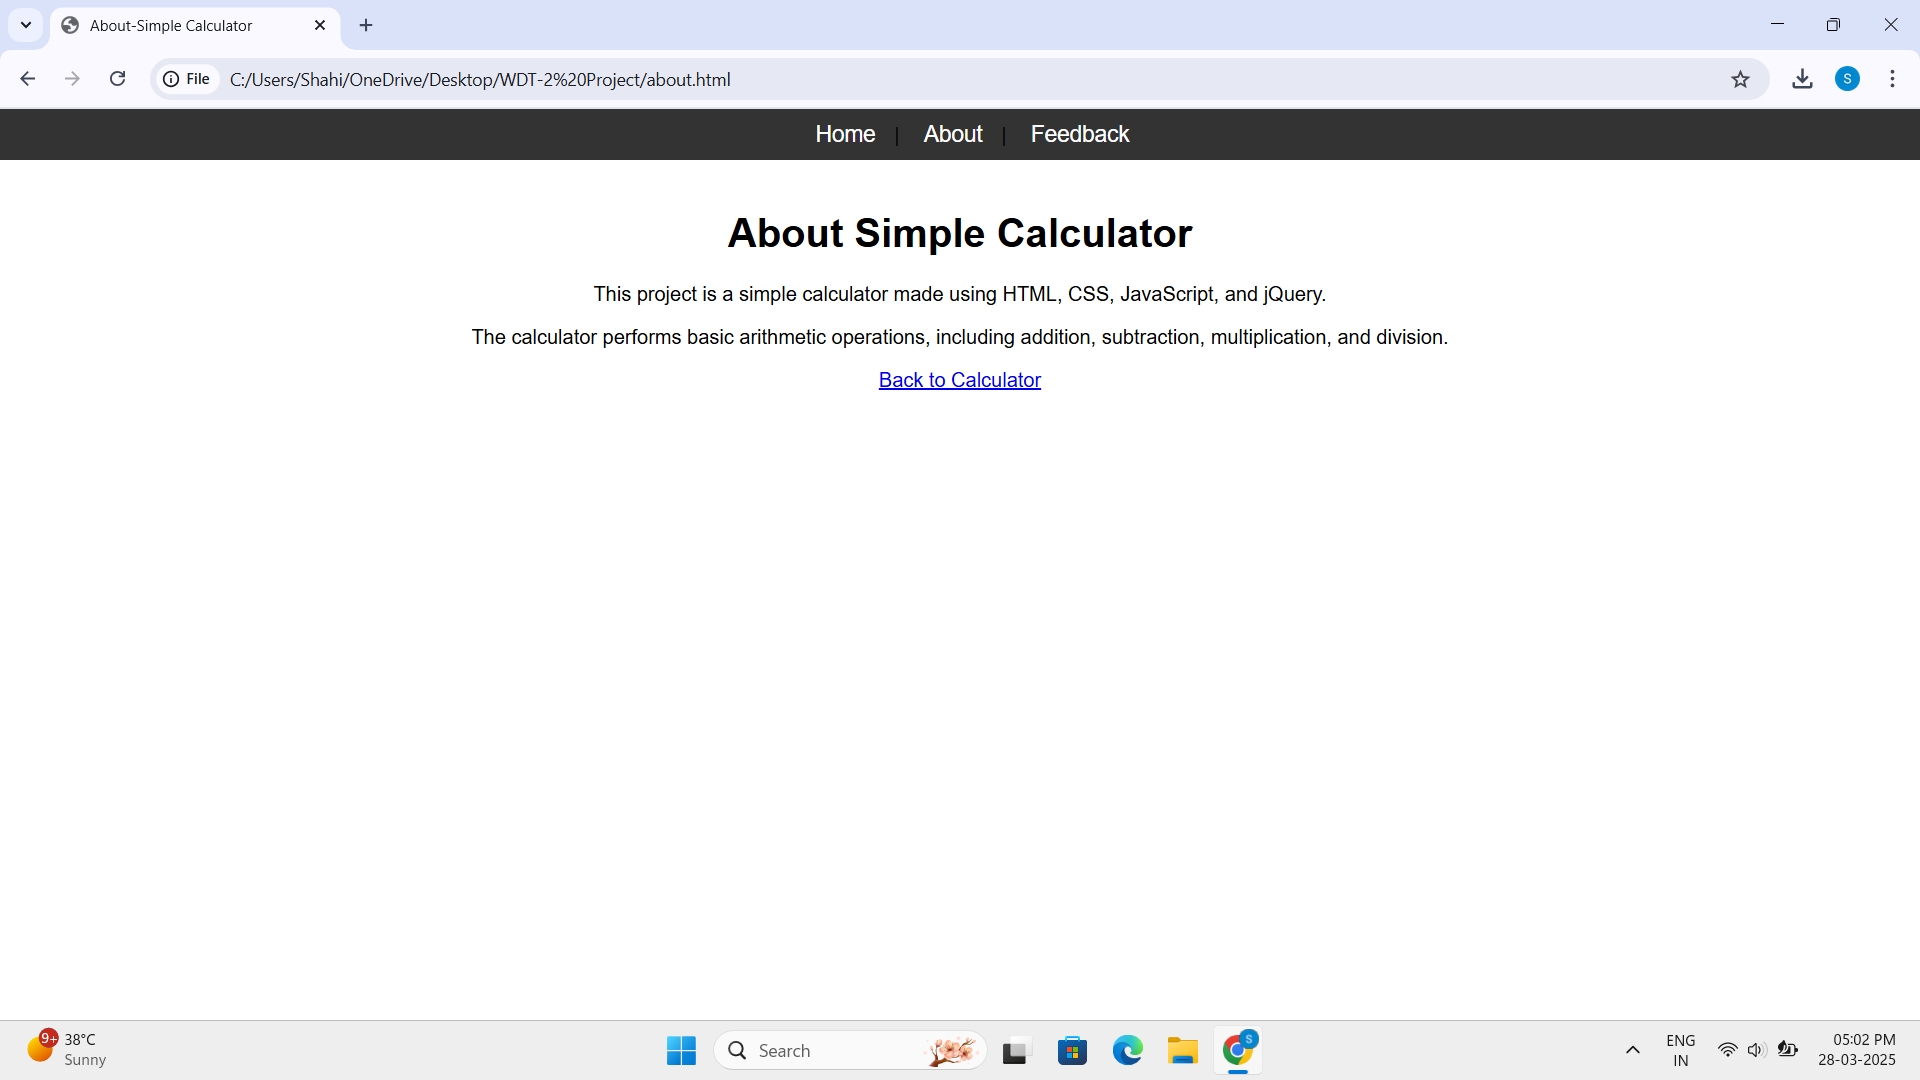 About-Simple Calculator
File C:/Users/Shahi/OneDrive/Desktop/WDT-2%20Project/about.html
S
Home | About | Feedback
About Simple Calculator
This project is a simple calculator made using HTML, CSS, JavaScript, and jQuery.
The calculator performs basic arithmetic operations, including addition, subtraction, multiplication, and division.
Back to Calculator
9+
38°C
Sunny
Search
S
ENG
IN
05:02 PM
28-03-2025